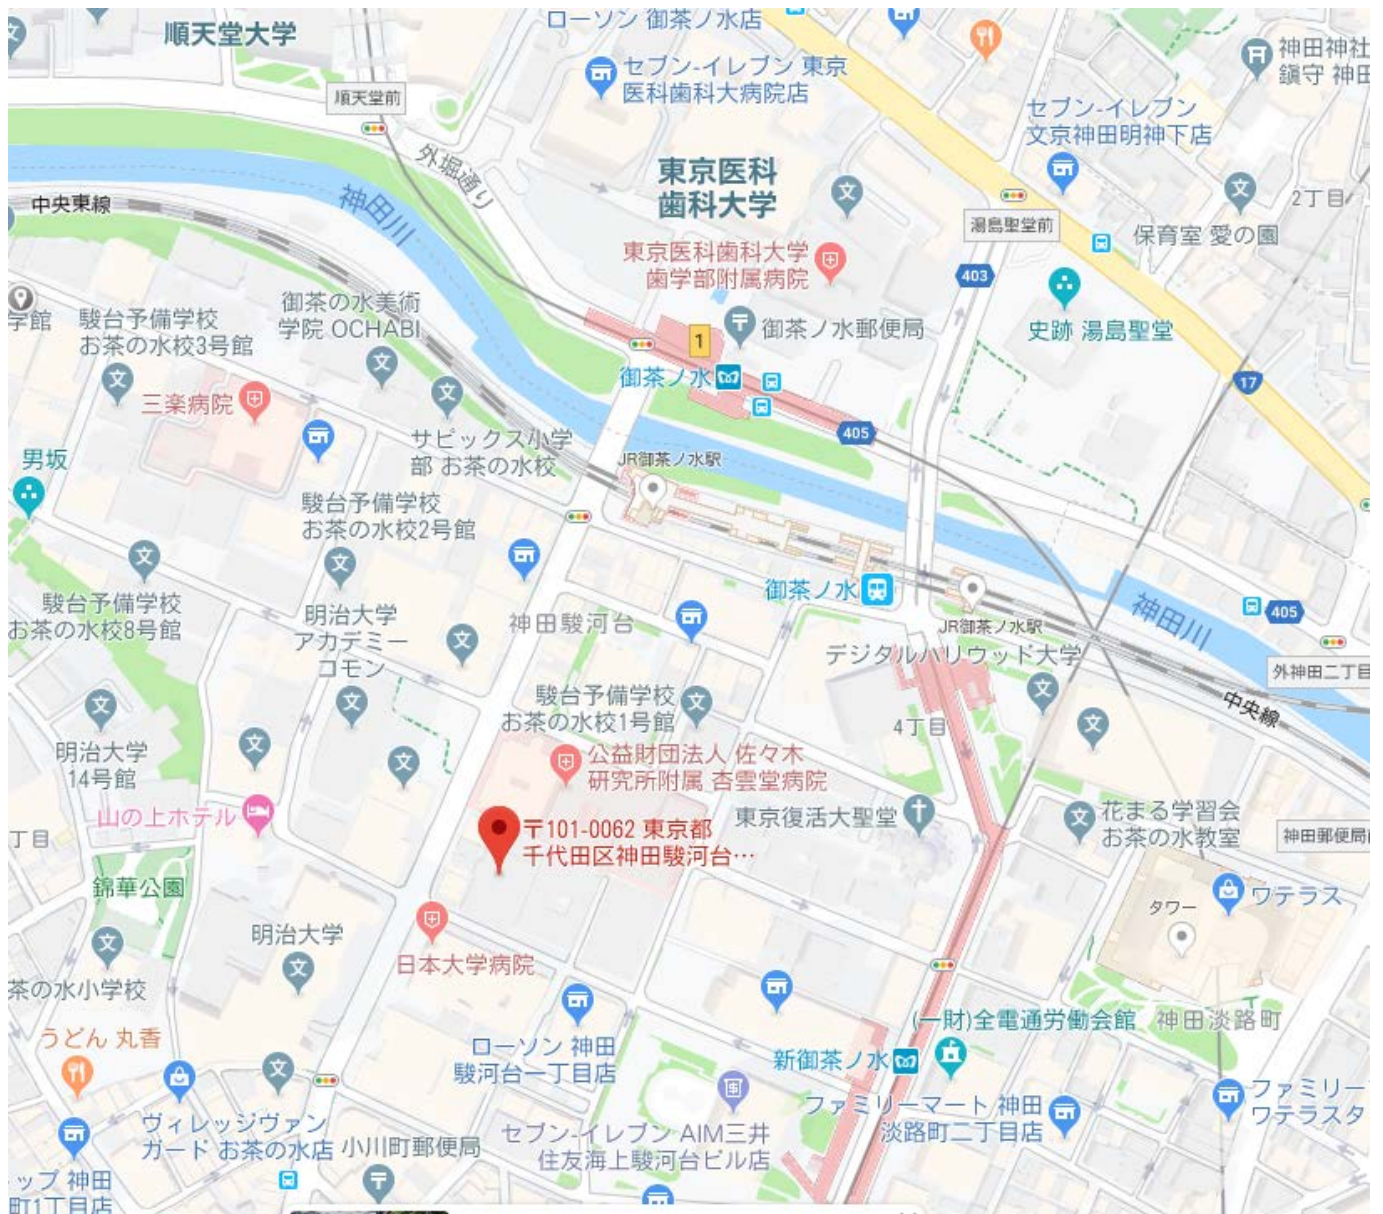 順天堂大学
ローソン 御茶ノ水店
セブン-イレブン 東京
医科歯科大病院店
神田神社
鎮守 神田
順天堂前
セブン-イレブン
文京神田明神下店
外堀通り
東京医科
歯科大学
2丁目
中央東線
神田川
湯島聖堂前
保育室 愛の園
東京医科歯科大学
歯学部附属病院
403
学館
駿台予備学校
お茶の水校3号館
御茶の水美術
学院 OCHABI
御茶ノ水郵便局
史跡 湯島聖堂
1
御茶ノ水
17
三楽病院
405
サピックス小学
部 お茶の水校
JR御茶ノ水駅
男坂
駿台予備学校
お茶の水校2号館
御茶ノ水
駿台予備学校
お茶の水校8号館
明治大学
アカデミー
コモン
神田駿河台
JR御茶ノ水駅
神田川
405
デジタルハリウッド大学
外神田二丁目
中央線
駿台予備学校
お茶の水校1号館
4丁目
明治大学
14号館
公益財団法人 佐々木
研究所附属 杏雲堂病院
山の上ホテル
東京復活大聖堂
花まる学習会
お茶の水教室
丁目
〒101-0062 東京都
千代田区神田駿河台…
神田郵便局前
錦華公園
ワテラス
タワー
明治大学
日本大学病院
茶の水小学校
(一財)全電通労働会館
神田淡路町
うどん 丸香
ローソン 神田
駿河台一丁目店
新御茶ノ水
ファミリーマート 神田
淡路町二丁目店
ファミリー
ワテラスタ
ヴィレッジヴァン
ガード お茶の水店
小川町郵便局
セブン-イレブン AIM三井
住友海上駿河台ビル店
ップ 神田
町1丁目店